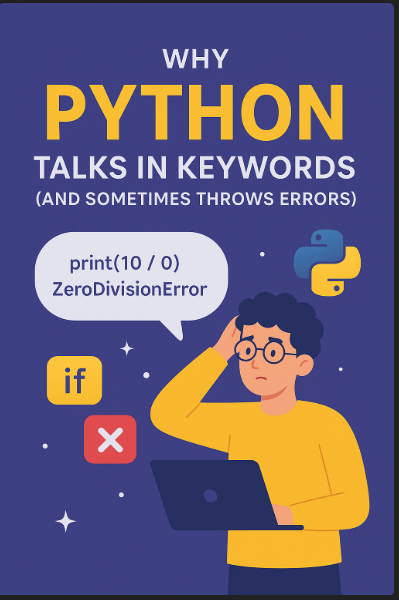 WHY
PYTHON
TALKS IN KEYWORDS
(AND SOMETIMES THROWS ERRORS)
print(10 / 0)
ZeroDivisionError
if